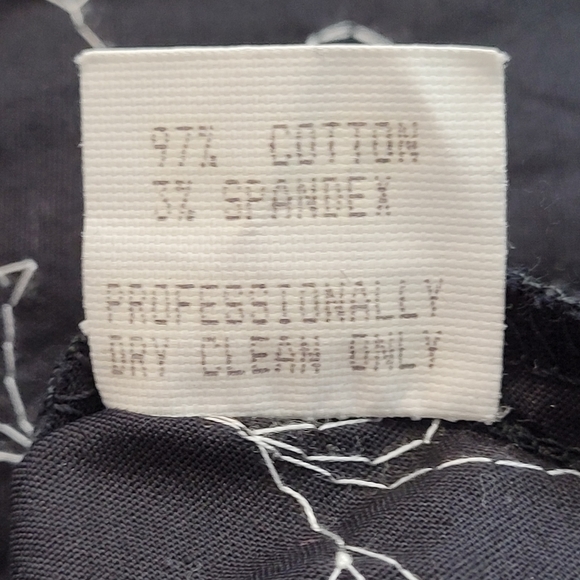 97% COTTON
3% SPANDEX
PROFESSIONALLY
DRY CLEAN ONLY